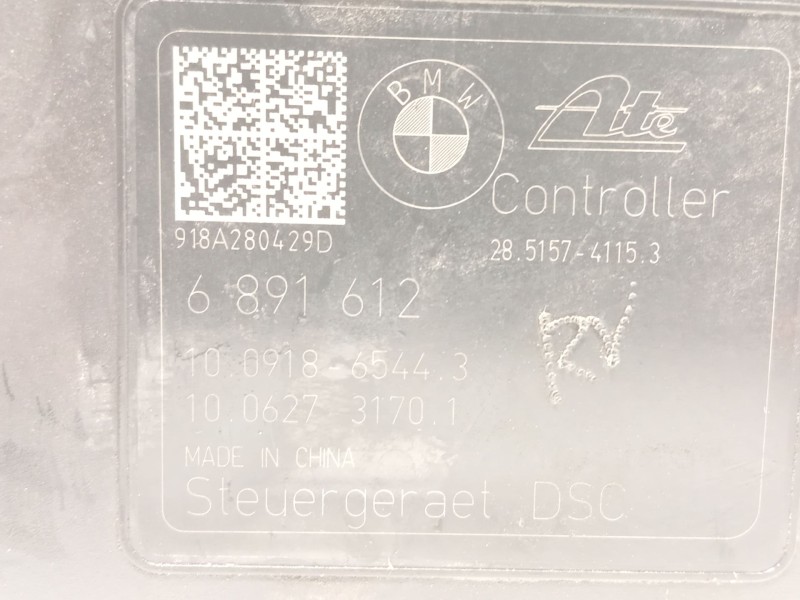 BMW
Ate
Controller
918A280429D
28.5157-4115.3
6 891 612
10.0918-6544.3
10.0627 3170.1
MADE IN CHINA
Steuergeraet DSC